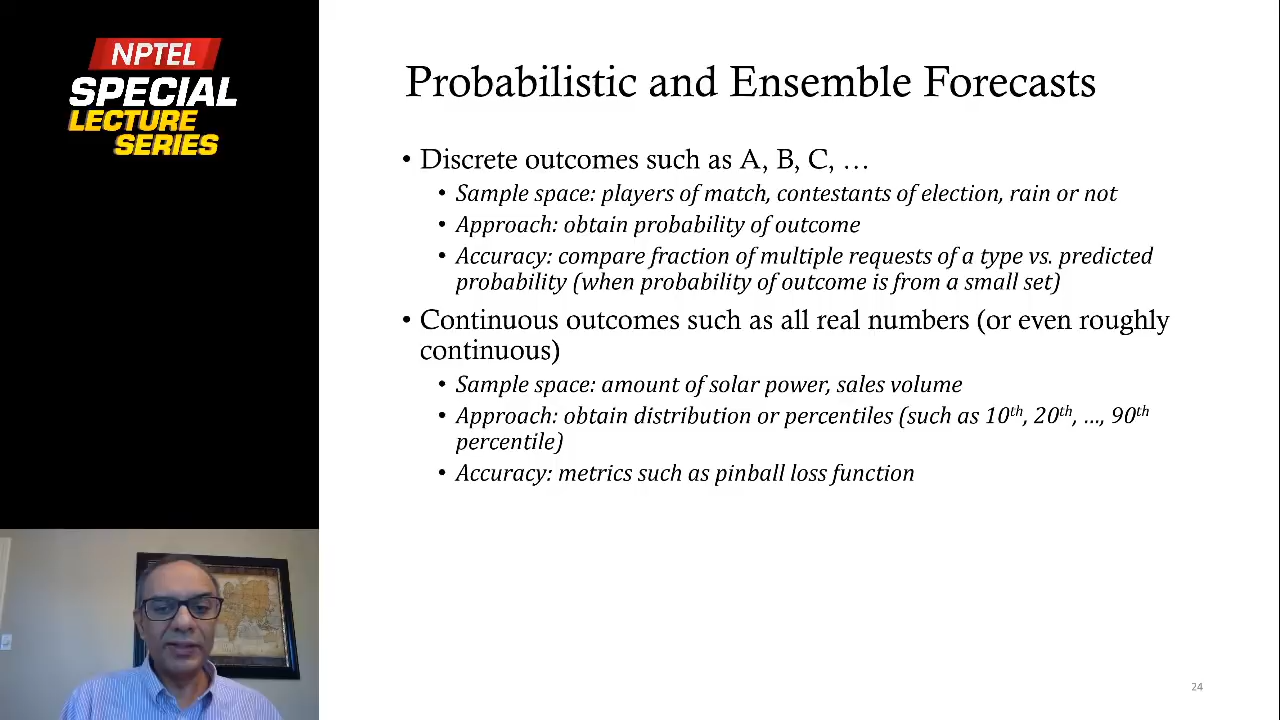 NPTEL
SPECIAL
LECTURE
SERIES
Probabilistic and Ensemble Forecasts
• Discrete outcomes such as A, B, C, …
• Sample space: players of match, contestants of election, rain or not
• Approach: obtain probability of outcome
• Accuracy: compare fraction of multiple requests of a type vs. predicted
probability (when probability of outcome is from a small set)
• Continuous outcomes such as all real numbers (or even roughly
continuous)
• Sample space: amount of solar power, sales volume
• Approach: obtain distribution or percentiles (such as 10th, 20th, …, 90th
percentile)
• Accuracy: metrics such as pinball loss function
24